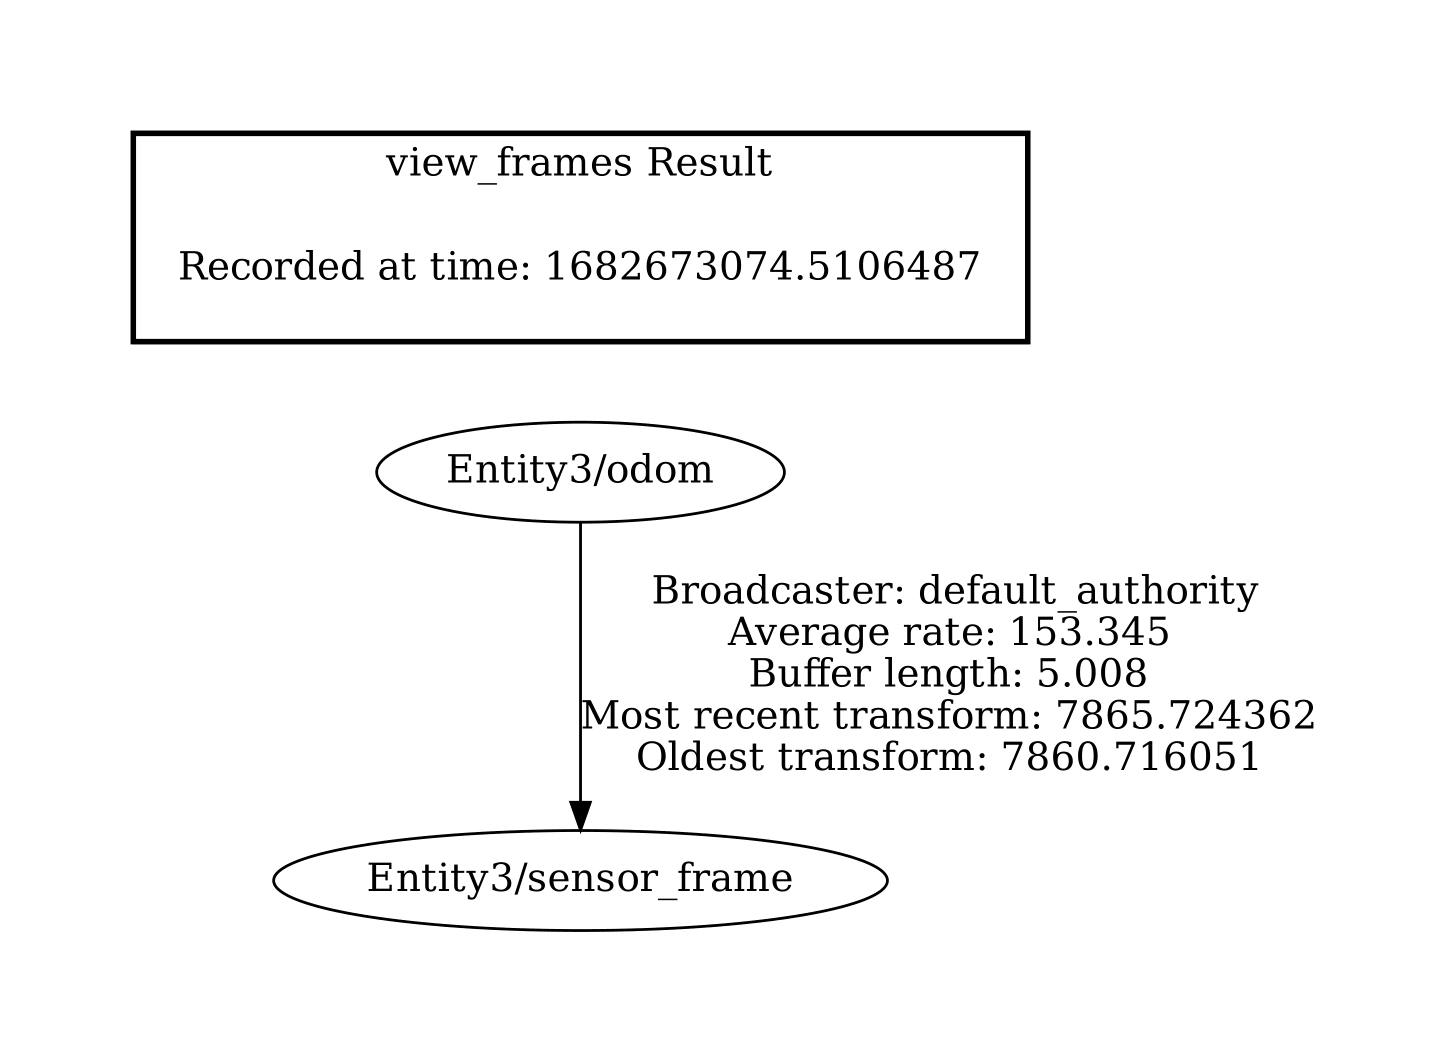 view_frames Result
Recorded at time: 1682673074.5106487
Entity3/odom
Broadcaster: default_authority
Average rate: 153.345
Buffer length: 5.008
Most recent transform: 7865.724362
Oldest transform: 7860.716051
Entity3/sensor_frame